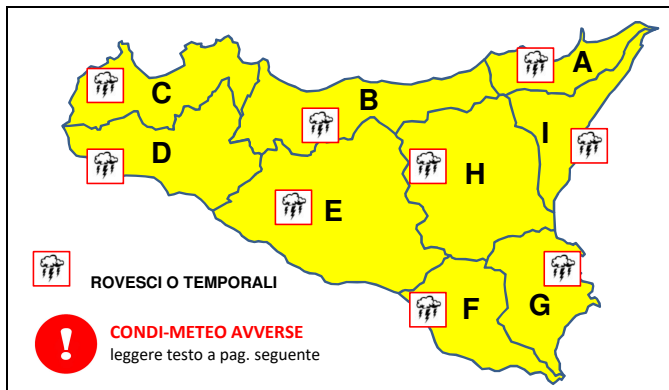 A
C
B
I
D
H
E
ROVESCI O TEMPORALI
F
G
!
CONDI-METEO AVVERSE
leggere testo a pag. seguente